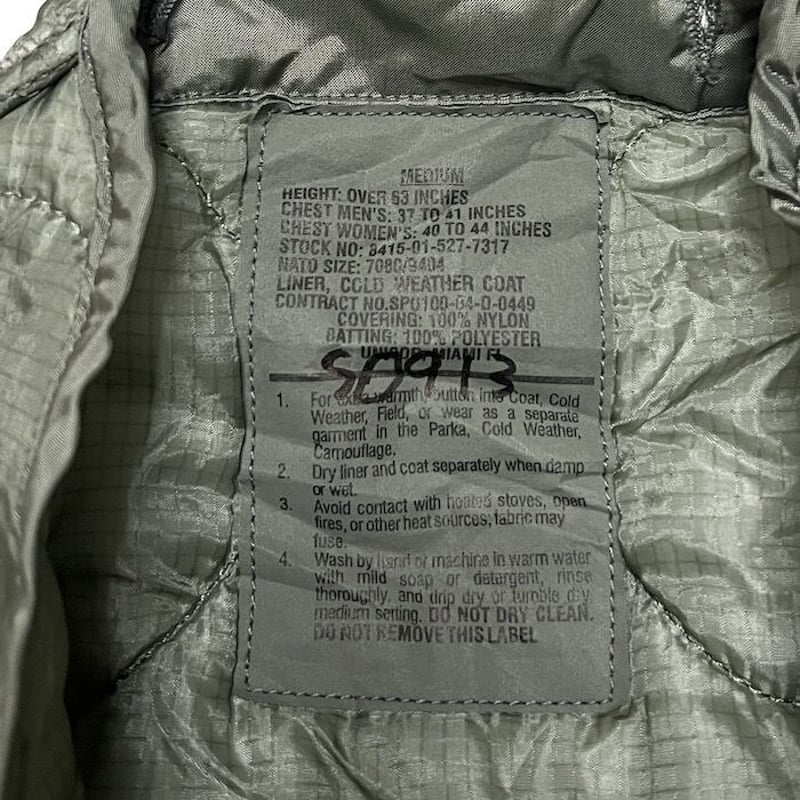 MEDIUM
HEIGHT: OVER 63 INCHES
CHEST MEN'S: 37 TO 41 INCHES
CHEST WOMEN'S: 40 TO 44 INCHES
STOCK NO: 8415-01-527-7317
NATO SIZE: 7080/9404
LINER, COLD WEATHER COAT
CONTRACT NO.SP0100-04-D-0449
COVERING: 100% NYLON
BATTING: 100% POLYESTER
UNICOR, MIAMI FL
1. For extra warmth, button into Coat, Cold
Weather, Field, or wear as a separate
garment in the Parka, Cold Weather,
Camouflage.
2. Dry liner and coat separately when damp
or wet.
3. Avoid contact with heated stoves, open
fires, or other heat sources; fabric may
fuse.
4. Wash by hand or machine in warm water
with mild soap or detergent, rinse
thoroughly, and drip dry or tumble dry,
medium setting. DO NOT DRY CLEAN.
DO NOT REMOVE THIS LABEL